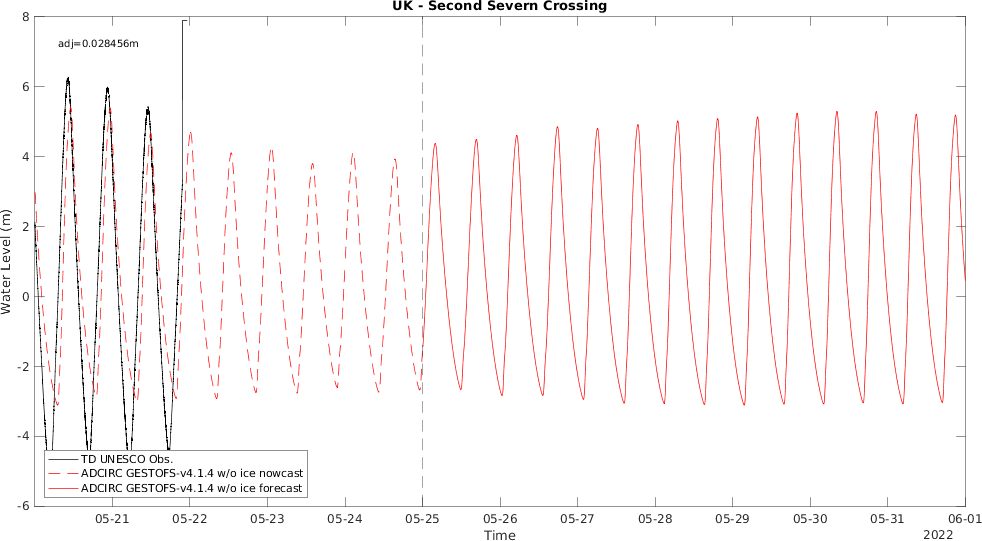 UK - Second Severn Crossing
adj=0.028456m
Water Level (m)
8
6
4
2
0
-2
-4
-6
TD UNESCO Obs.
ADCIRC GESTOFS-v4.1.4 w/o ice nowcast
ADCIRC GESTOFS-v4.1.4 w/o ice forecast
05-21 05-22 05-23 05-24 05-25 05-26 05-27 05-28 05-29 05-30 05-31 06-01
Time
2022